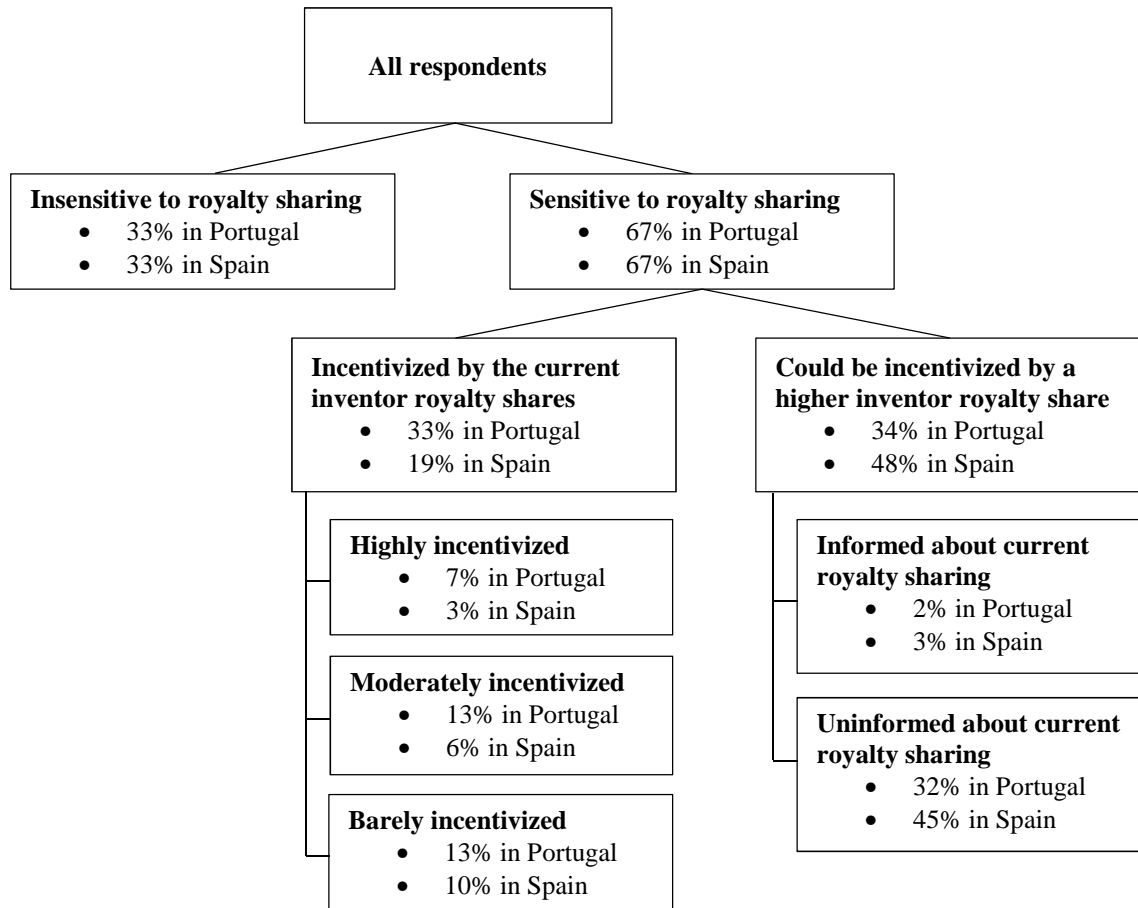 All respondents
Insensitive to royalty sharing
• 33% in Portugal
• 33% in Spain
Sensitive to royalty sharing
• 67% in Portugal
• 67% in Spain
Incentivized by the current
inventor royalty shares
• 33% in Portugal
• 19% in Spain
Could be incentivized by a
higher inventor royalty share
• 34% in Portugal
• 48% in Spain
Highly incentivized
• 7% in Portugal
• 3% in Spain
Moderately incentivized
• 13% in Portugal
• 6% in Spain
Barely incentivized
• 13% in Portugal
• 10% in Spain
Informed about current
royalty sharing
• 2% in Portugal
• 3% in Spain
Uninformed about current
royalty sharing
• 32% in Portugal
• 45% in Spain